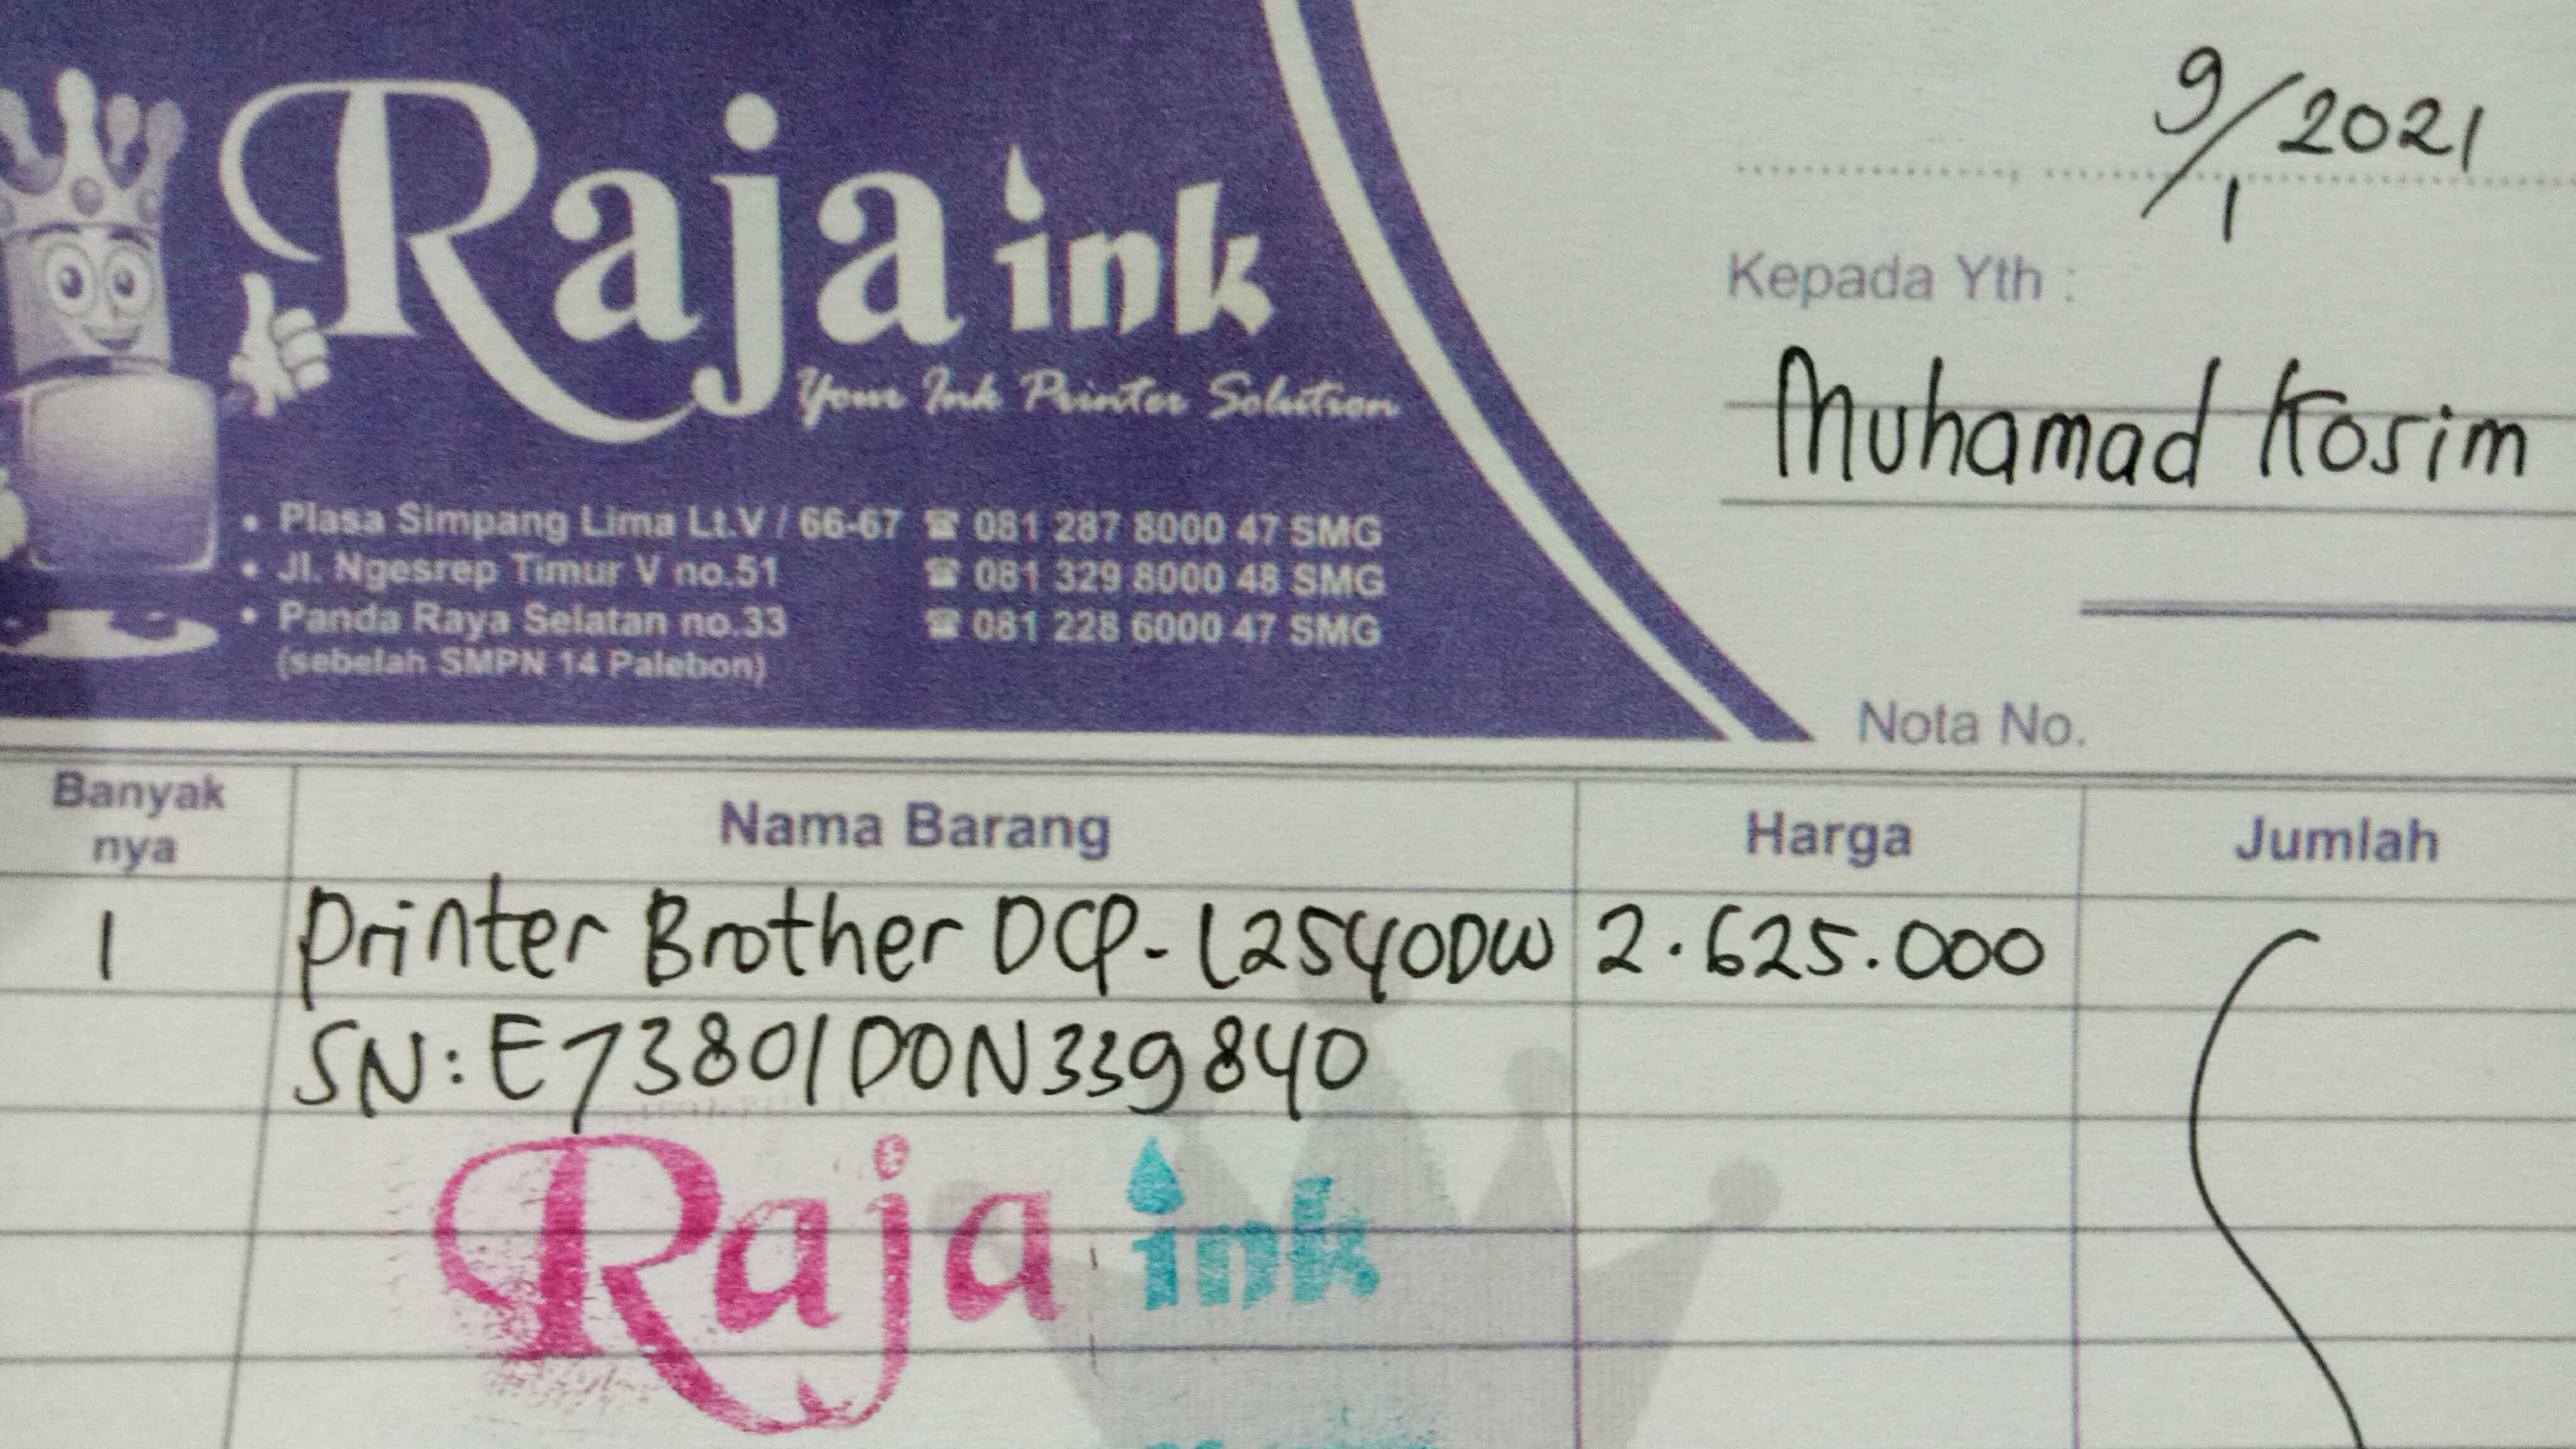 Raja ink
Your Ink Printer Solution
• Plasa Simpang Lima Lt.V / 66-67 ☎ 081 287 8000 47 SMG
• Jl. Ngesrep Timur V no.51 ☎ 081 329 8000 48 SMG
• Panda Raya Selatan no.33 ☎ 081 228 6000 47 SMG
(sebelah SMPN 14 Palebon)
9/1 2021
Kepada Yth :
Muhamad Kosim
Nota No.
Banyak nya Nama Barang Harga Jumlah
1 Printer Brother DCP-L2540DW 2.625.000
SN: E73801D0N339840
Raja ink